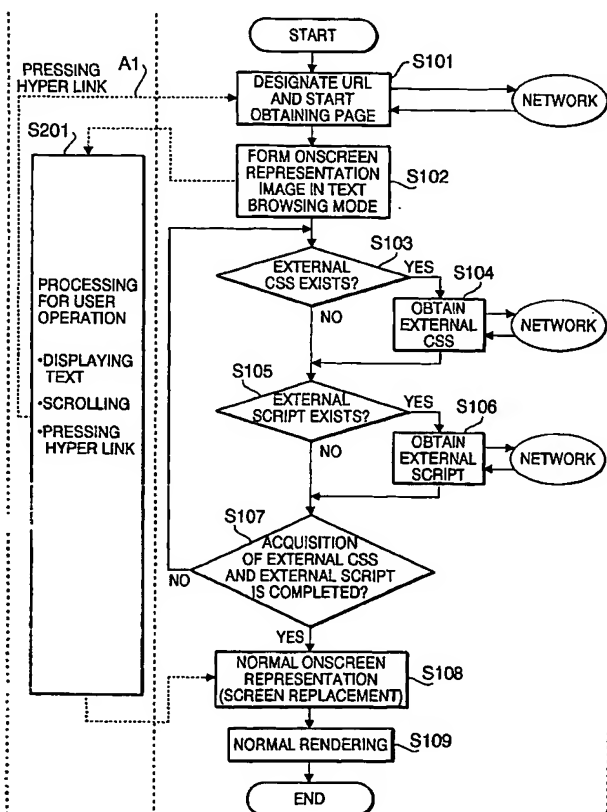 START
PRESSING
HYPER LINK
A1
S101
DESIGNATE URL
AND START
OBTAINING PAGE
NETWORK
S201
FORM ONSCREEN
REPRESENTATION
IMAGE IN TEXT
BROWSING MODE
S102
S103
EXTERNAL
CSS EXISTS?
YES
S104
NO
OBTAIN
EXTERNAL
CSS
NETWORK
PROCESSING
FOR USER
OPERATION
•DISPLAYING
TEXT
•SCROLLING
•PRESSING
HYPER LINK
S105
EXTERNAL
SCRIPT EXISTS?
YES
S106
NO
OBTAIN
EXTERNAL
SCRIPT
NETWORK
S107
ACQUISITION
OF EXTERNAL CSS
AND EXTERNAL SCRIPT
IS COMPLETED?
NO
YES
NORMAL ONSCREEN
REPRESENTATION
(SCREEN REPLACEMENT)
S108
NORMAL RENDERING
S109
END